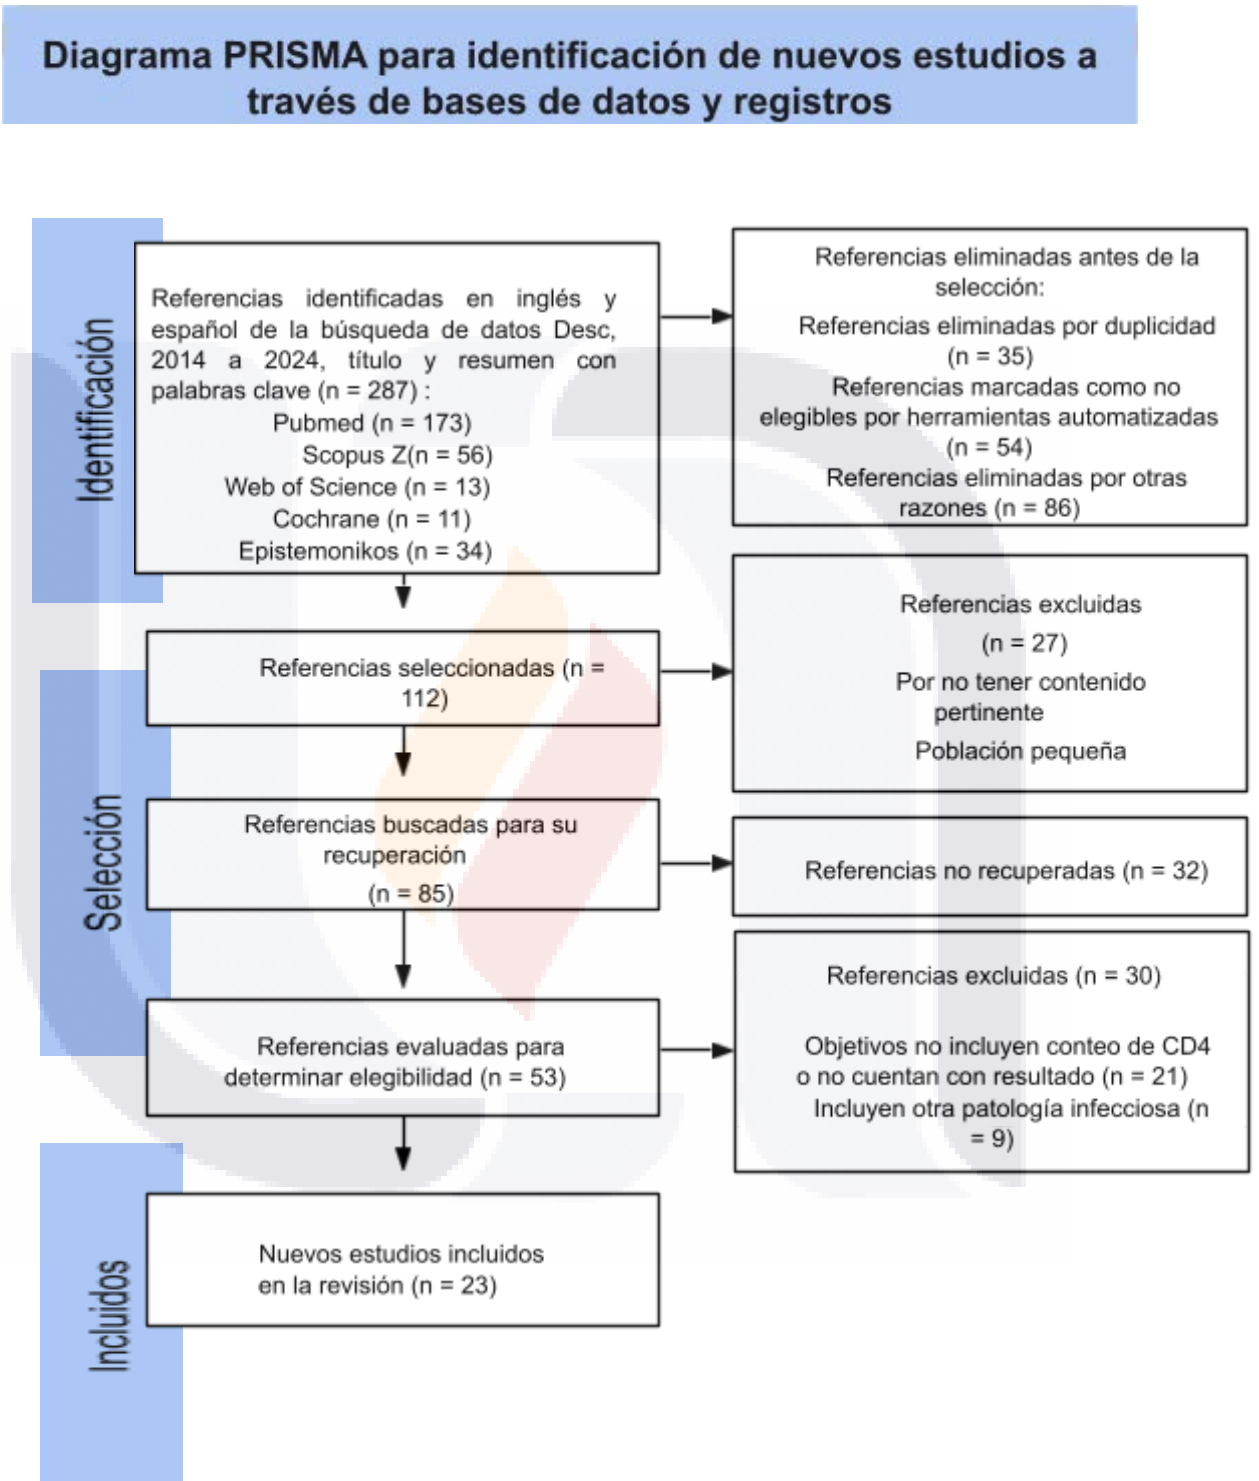 Diagrama PRISMA para identificación de nuevos estudios a
través de bases de datos y registros
Identificación
Referencias identificadas en inglés y
español de la búsqueda de datos Desc,
2014 a 2024, título y resumen con
palabras clave (n = 287) :
Pubmed (n = 173)
Scopus Z(n = 56)
Web of Science (n = 13)
Cochrane (n = 11)
Epistemonikos (n = 34)
Referencias eliminadas antes de la
selección:
Referencias eliminadas por duplicidad
(n = 35)
Referencias marcadas como no
elegibles por herramientas automatizadas
(n = 54)
Referencias eliminadas por otras
razones (n = 86)
Selección
Referencias seleccionadas (n =
112)
Referencias excluidas
(n = 27)
Por no tener contenido
pertinente
Población pequeña
Referencias buscadas para su
recuperación
(n = 85)
Referencias no recuperadas (n = 32)
Referencias evaluadas para
determinar elegibilidad (n = 53)
Referencias excluidas (n = 30)
Objetivos no incluyen conteo de CD4
o no cuentan con resultado (n = 21)
Incluyen otra patología infecciosa (n
= 9)
Incluidos
Nuevos estudios incluidos
en la revisión (n = 23)